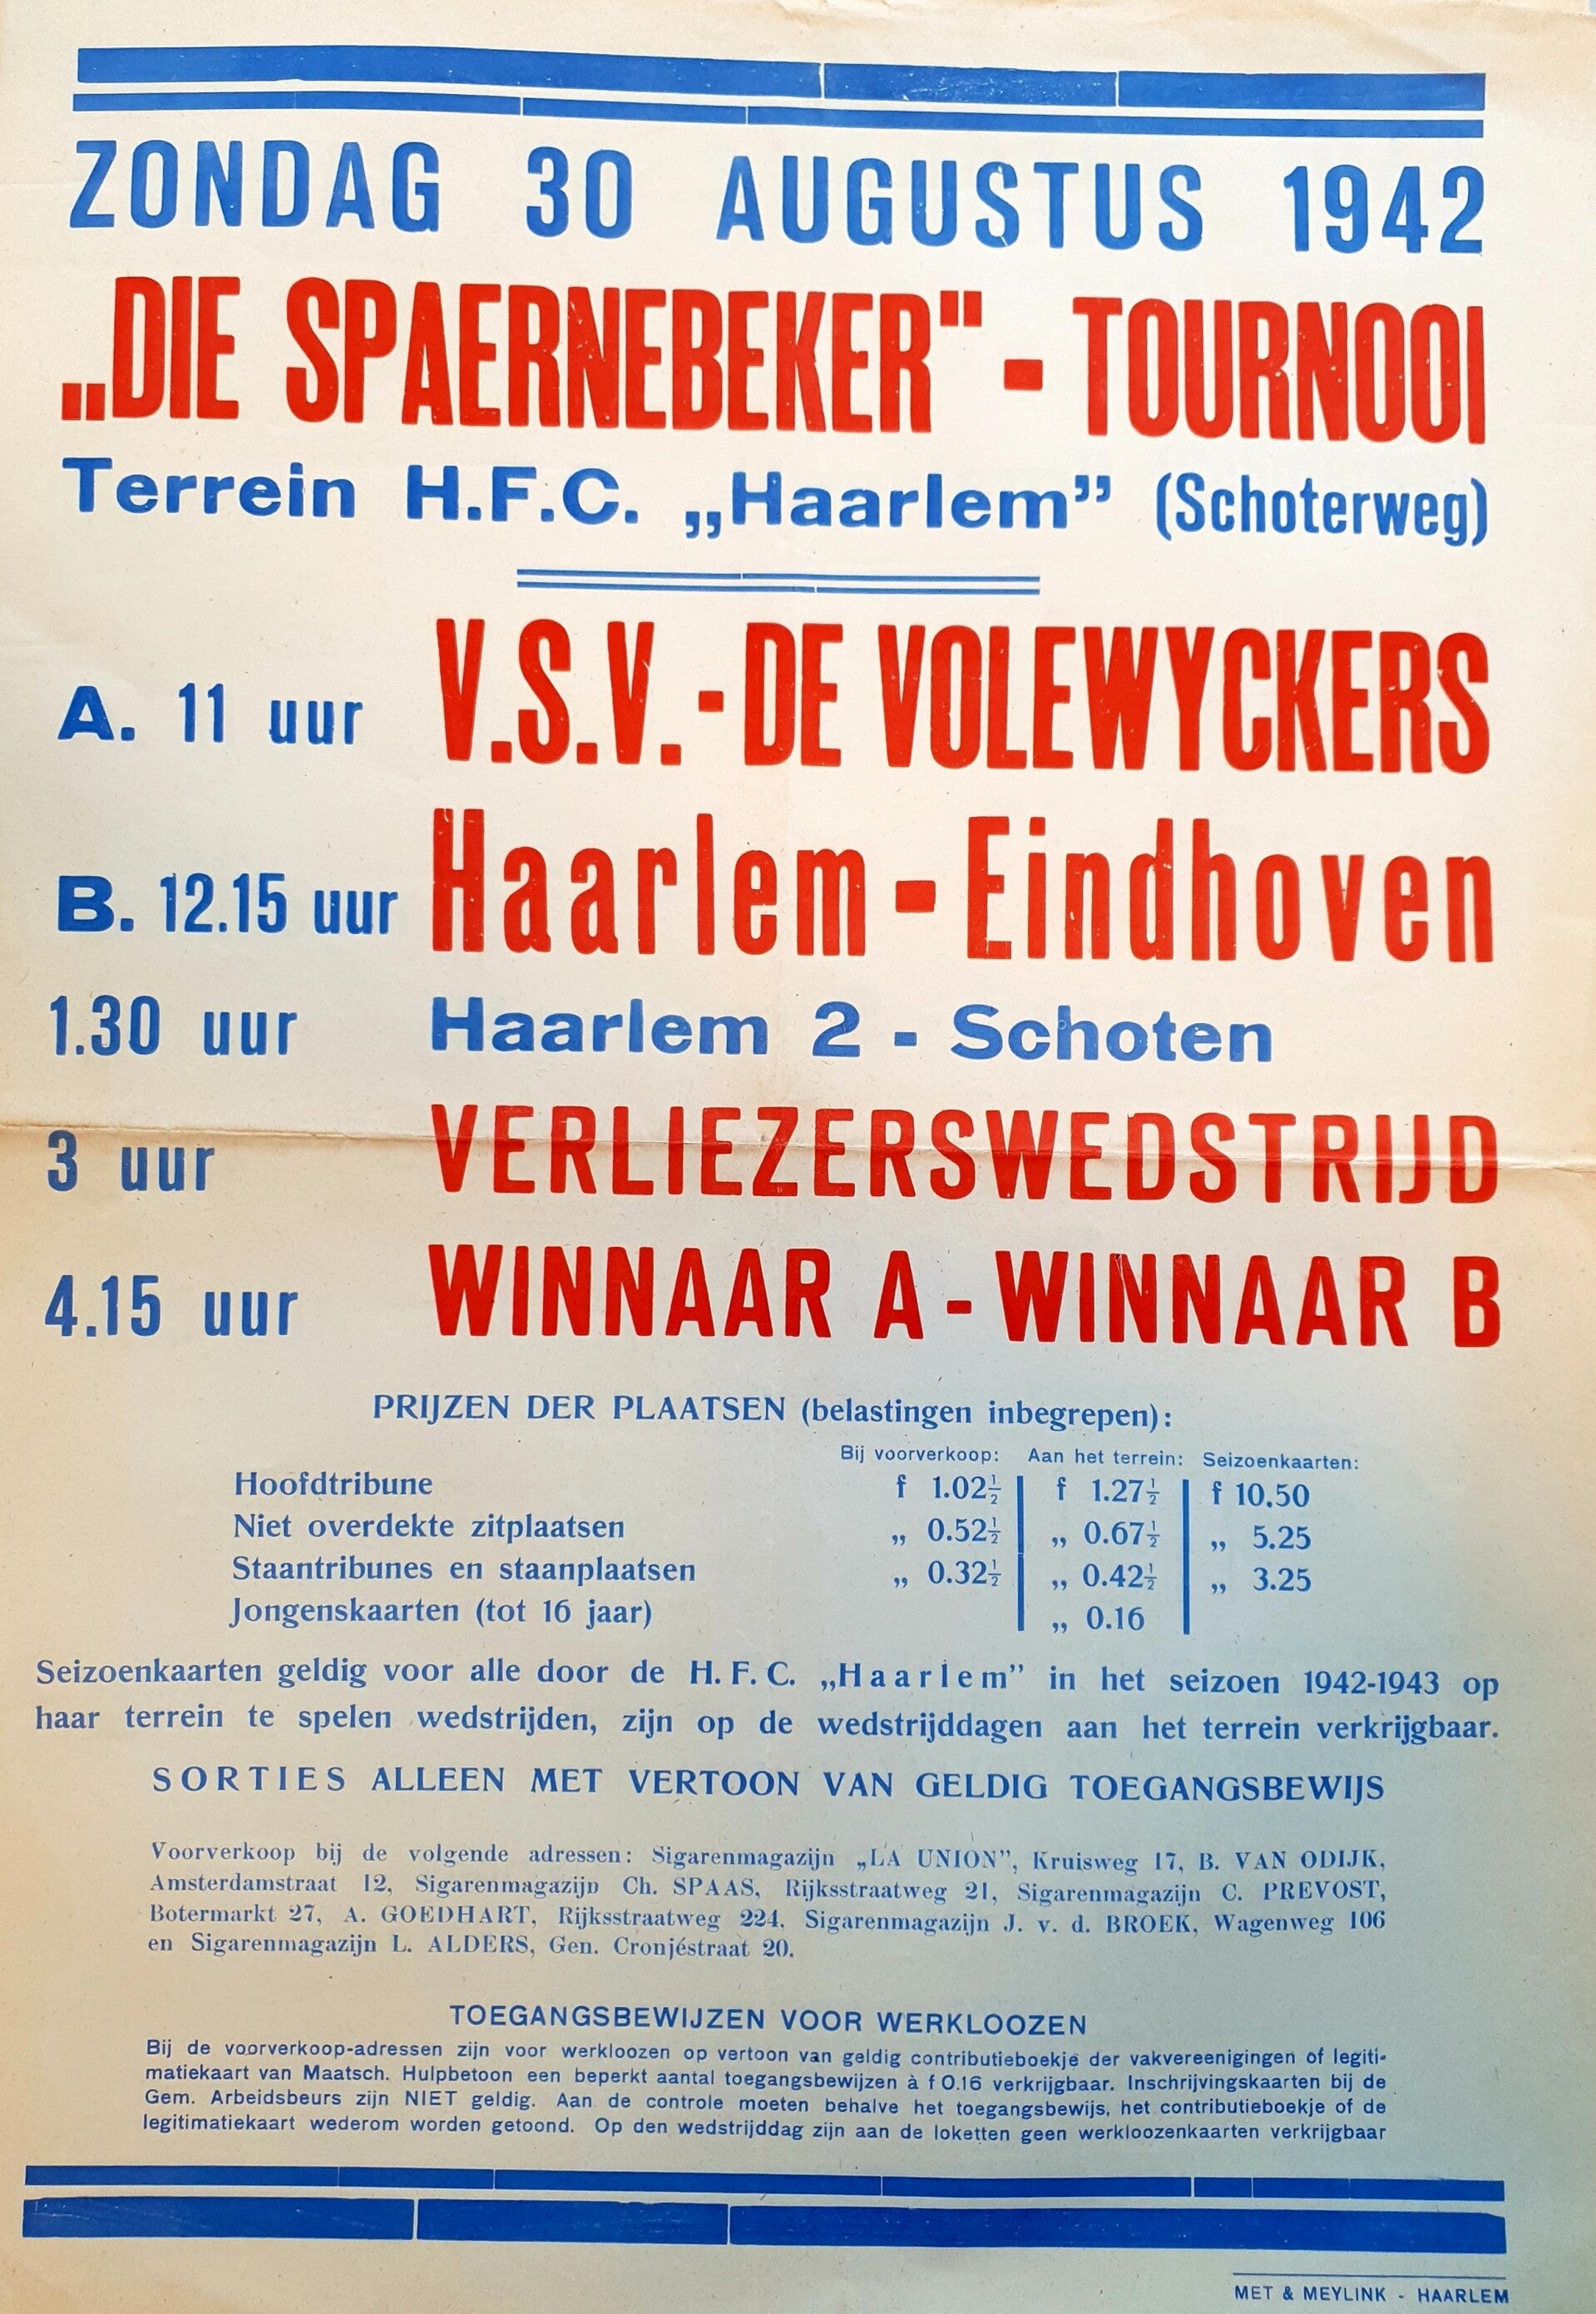 ZONDAG 30 AUGUSTUS 1942
„DIE SPAERNEBEKER" - TOURNOOI
Terrein H.F.C. „Haarlem” (Schoterweg)
A. 11 uur V.S.V. - DE VOLEWYCKERS
B. 12.15 uur Haarlem - Eindhoven
1.30 uur Haarlem 2 - Schoten
3 uur VERLIEZERSWEDSTRIJD
4.15 uur WINNAAR A - WINNAAR B
PRIJZEN DER PLAATSEN (belastingen inbegrepen):
Bij voorverkoop: Aan het terrein: Seizoenkaarten:
Hoofdtribune f 1.02½ f 1.27½ f 10.50
Niet overdekte zitplaatsen „ 0.52½ „ 0.67½ „ 5.25
Staantribunes en staanplaatsen „ 0.32½ „ 0.42½ „ 3.25
Jongenskaarten (tot 16 jaar) „ 0.16
Seizoenkaarten geldig voor alle door de H. F. C. „Haarlem” in het seizoen 1942-1943 op
haar terrein te spelen wedstrijden, zijn op de wedstrijddagen aan het terrein verkrijgbaar.
SORTIES ALLEEN MET VERTOON VAN GELDIG TOEGANGSBEWIJS
Voorverkoop bij de volgende adressen: Sigarenmagazijn „LA UNION”, Kruisweg 17, B. VAN ODIJK,
Amsterdamstraat 12, Sigarenmagazijn Ch. SPAAS, Rijksstraatweg 21, Sigarenmagazijn C. PREVOST,
Botermarkt 27, A. GOEDHART, Rijksstraatweg 224, Sigarenmagazijn J. v. d. BROEK, Wagenweg 106
en Sigarenmagazijn L. ALDERS, Gen. Cronjéstraat 20.
TOEGANGSBEWIJZEN VOOR WERKLOOZEN
Bij de voorverkoop-adressen zijn voor werkloozen op vertoon van geldig contributieboekje der vakvereenigingen of legiti-
matiekaart van Maatsch. Hulpbetoon een beperkt aantal toegangsbewijzen à f 0.16 verkrijgbaar. Inschrijvingskaarten bij de
Gem. Arbeidsbeurs zijn NIET geldig. Aan de controle moeten behalve het toegangsbewijs, het contributieboekje of de
legitimatiekaart wederom worden getoond. Op den wedstrijddag zijn aan de loketten geen werkloozenkaarten verkrijgbaar
MET & MEYLINK - HAARLEM